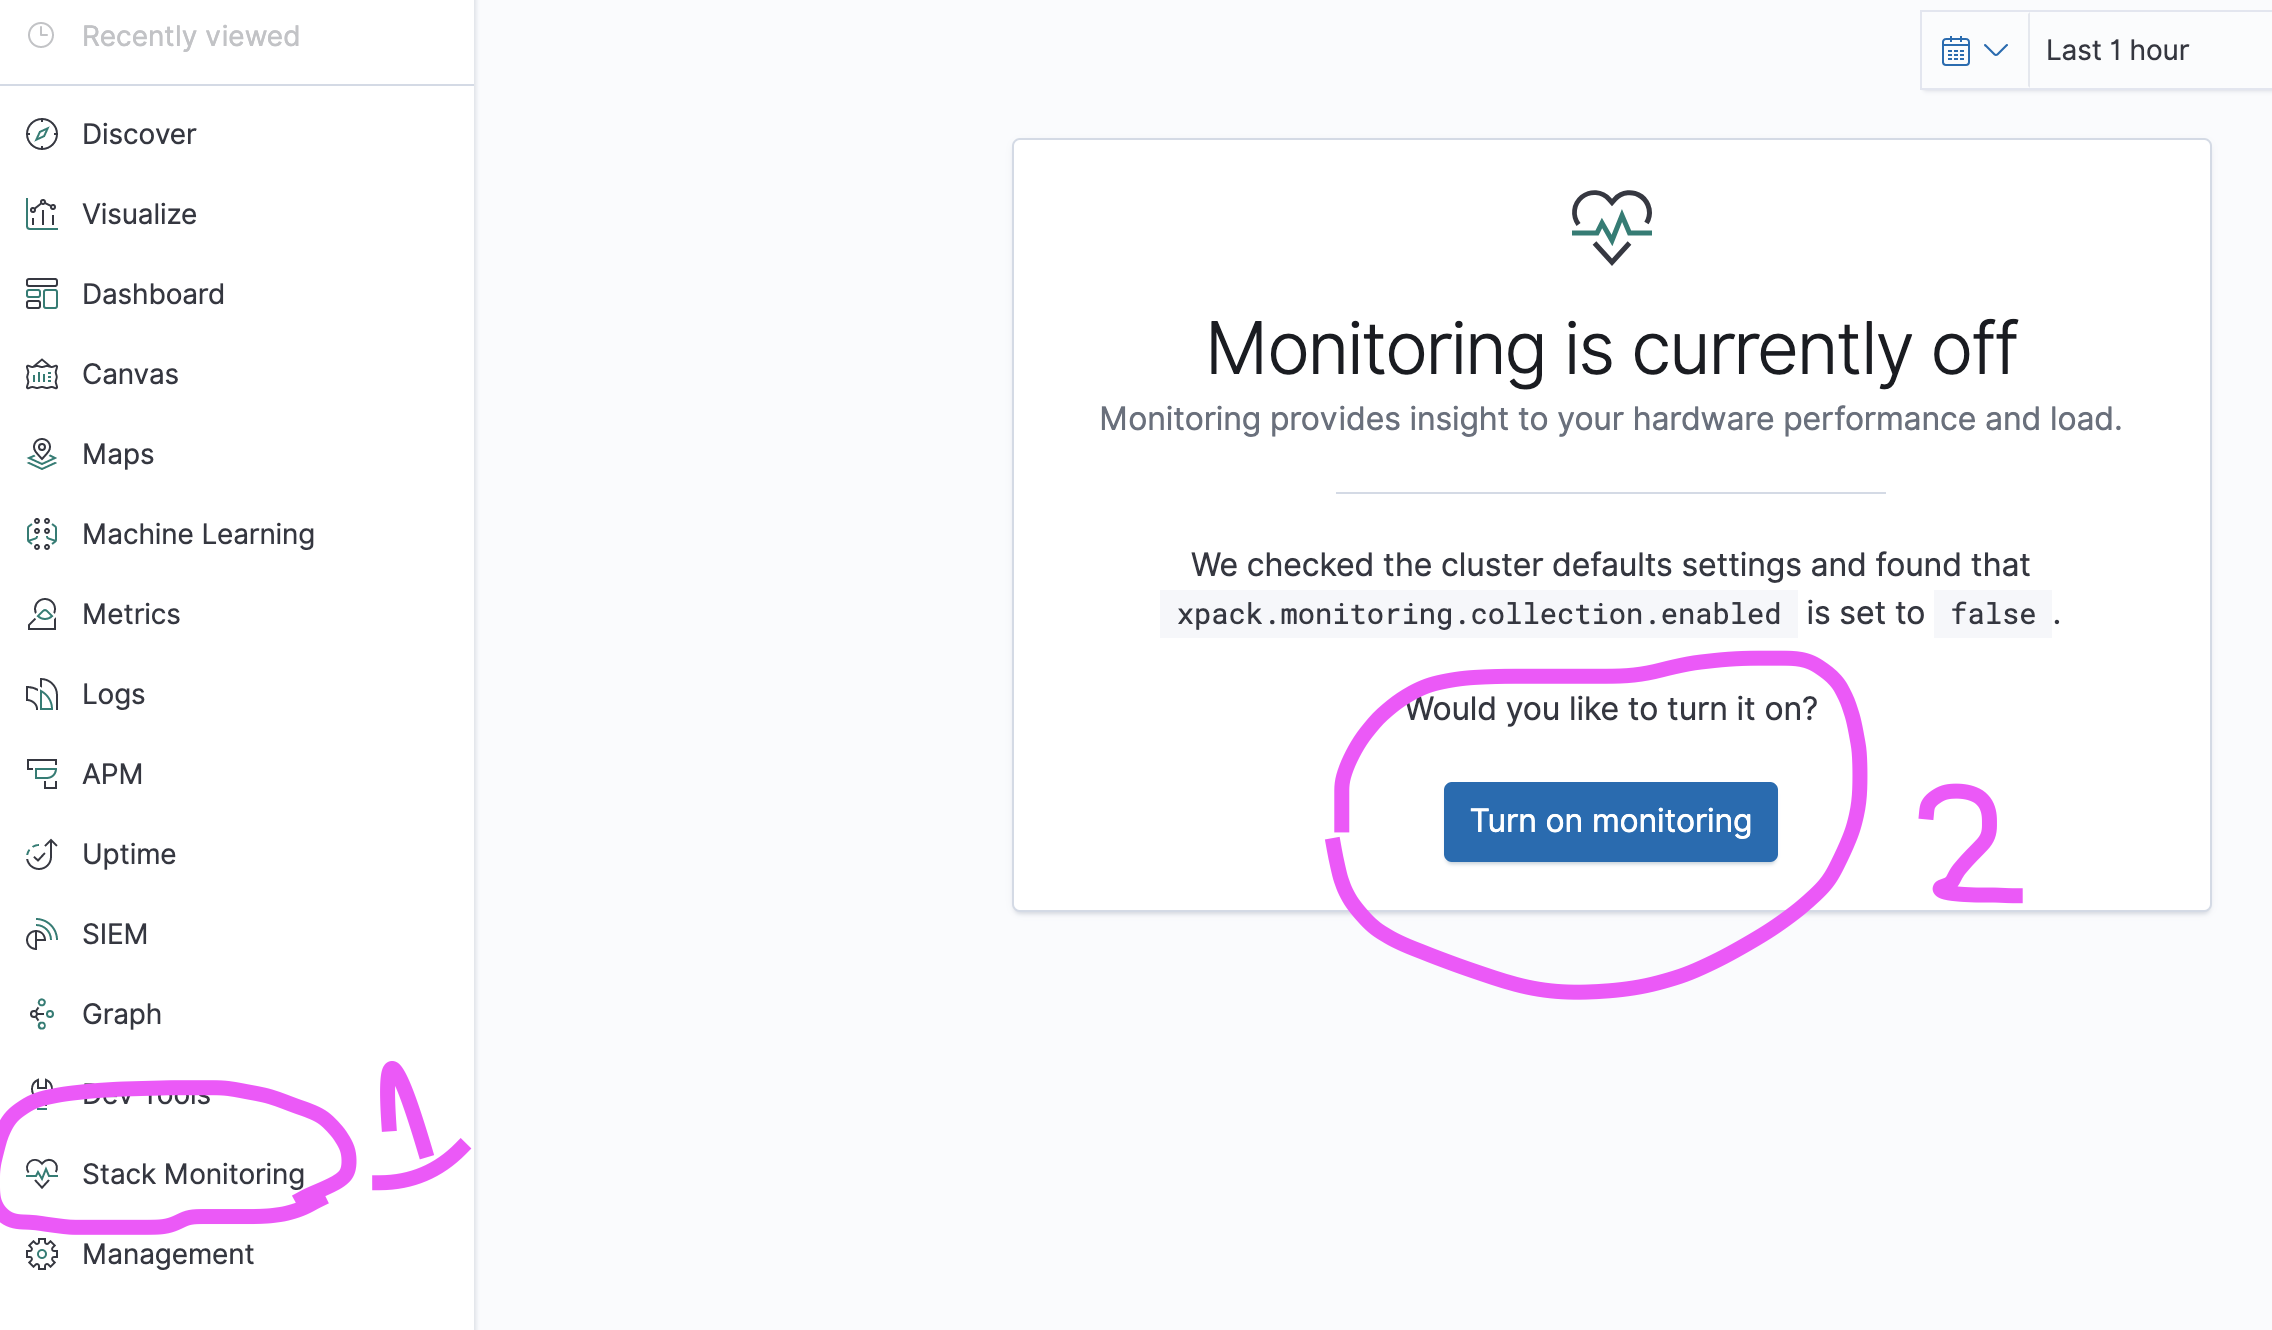 Recently viewed
Discover
Visualize
Dashboard
Canvas
Maps
Machine Learning
Metrics
Logs
APM
Uptime
SIEM
Graph
Dev Tools
Stack Monitoring
Management
1
Last 1 hour
Monitoring is currently off
Monitoring provides insight to your hardware performance and load.
We checked the cluster defaults settings and found that
xpack.monitoring.collection.enabled is set to false .
Would you like to turn it on?
Turn on monitoring
2